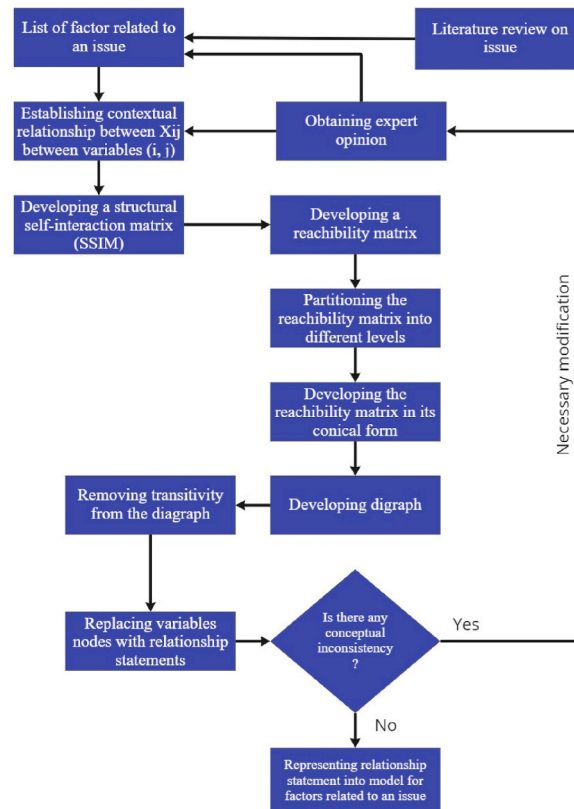 List of factor related to
an issue
Literature review on
issue
Establishing contextual
relationship between Xij
between variables (i, j)
Obtaining expert
opinion
Developing a structural
self-interaction matrix
(SSIM)
Developing a
reachibility matrix
Partitioning the
reachibility matrix into
different levels
Developing the
reachibility matrix in its
conical form
Removing transitivity
from the diagraph
Developing digraph
Replacing variables
nodes with relationship
statements
Is there any
conceptual
inconsistency
?
Yes
Necessary modification
No
Representing relationship
statement into model for
factors related to an issue